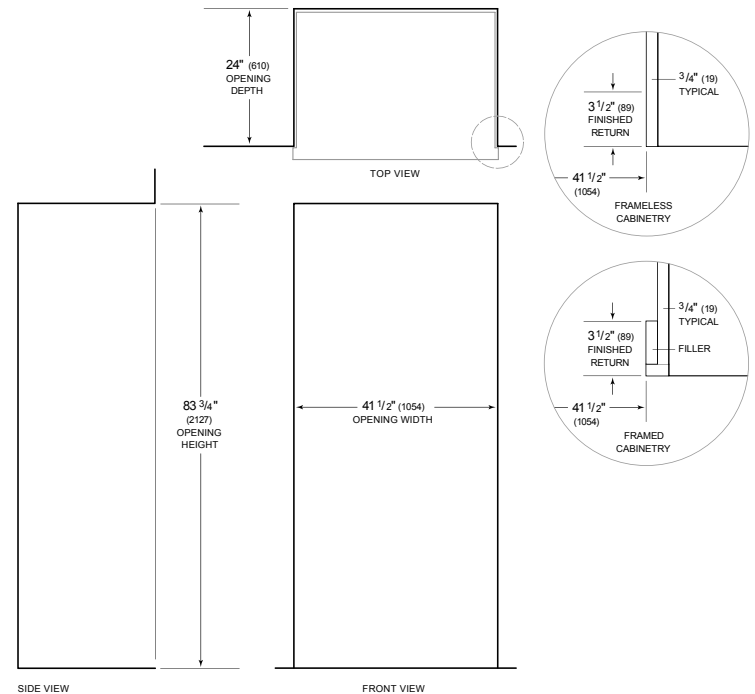 24" (610)
OPENING
DEPTH
TOP VIEW
3/4" (19)
TYPICAL
3 1/2" (89)
FINISHED
RETURN
41 1/2"
(1054)
FRAMELESS
CABINETRY
3/4" (19)
TYPICAL
3 1/2" (89)
FINISHED
RETURN
FILLER
41 1/2"
(1054)
FRAMED
CABINETRY
83 3/4"
(2127)
OPENING
HEIGHT
41 1/2" (1054)
OPENING WIDTH
SIDE VIEW
FRONT VIEW